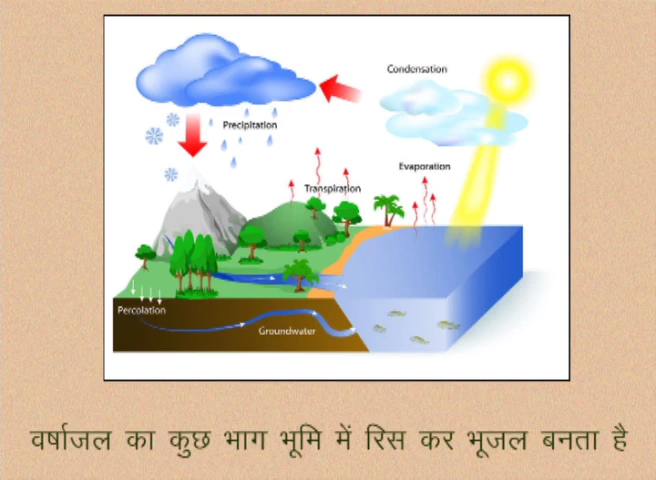 Condensation
Precipitation
Evaporation
Transpiration
Percolation
Groundwater
वर्षाजल का कुछ भाग भूमि में रिस कर भूजल बनता है